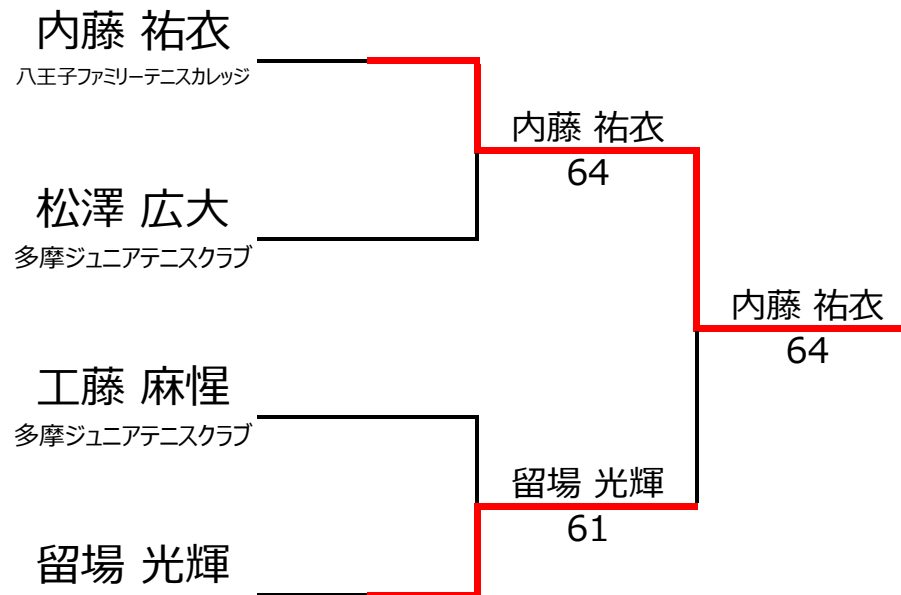 内藤 祐衣
八王子ファミリーテニスカレッジ
内藤 祐衣
64
松澤 広大
多摩ジュニアテニスクラブ
内藤 祐衣
64
工藤 麻惺
多摩ジュニアテニスクラブ
留場 光輝
61
留場 光輝